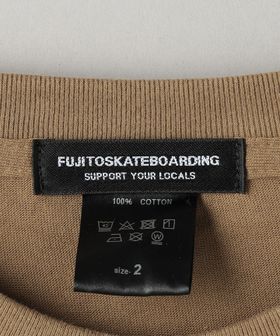 FUJITOSKATEBOARDING
SUPPORT YOUR LOCALS
100% COTTON
size- 2